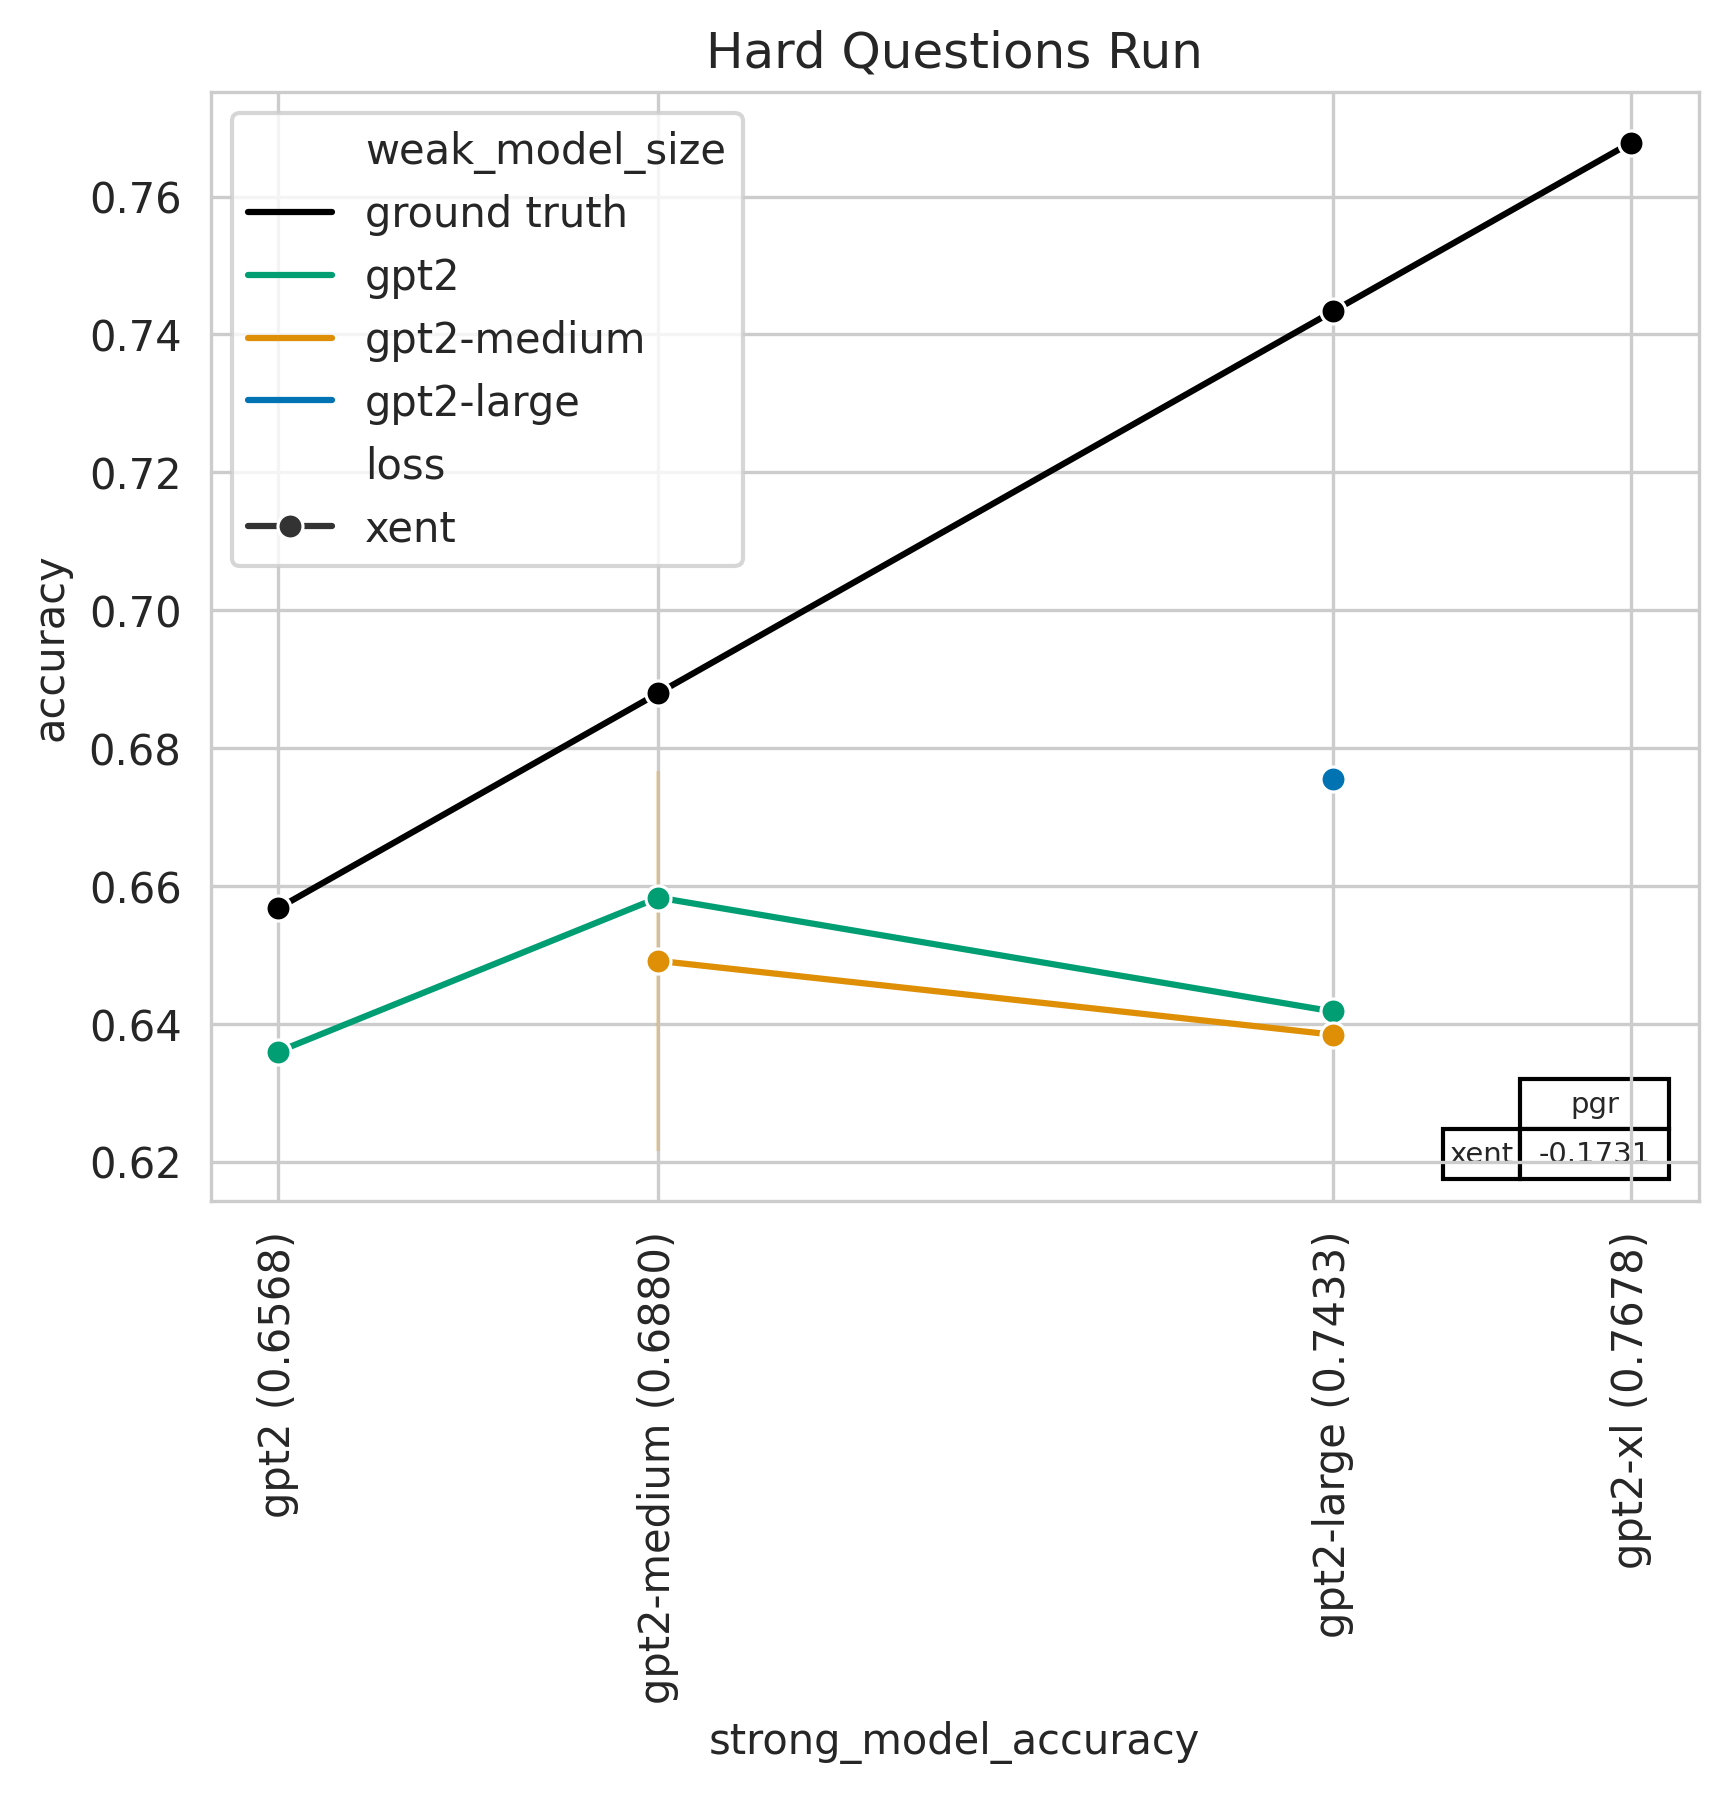 Hard Questions Run
weak_model_size
ground truth
gpt2
gpt2-medium
gpt2-large
loss
xent
accuracy
0.76
0.74
0.72
0.70
0.68
0.66
0.64
0.62
pgr
xent -0.1731
gpt2 (0.6568)
gpt2-medium (0.6880)
gpt2-large (0.7433)
gpt2-xl (0.7678)
strong_model_accuracy